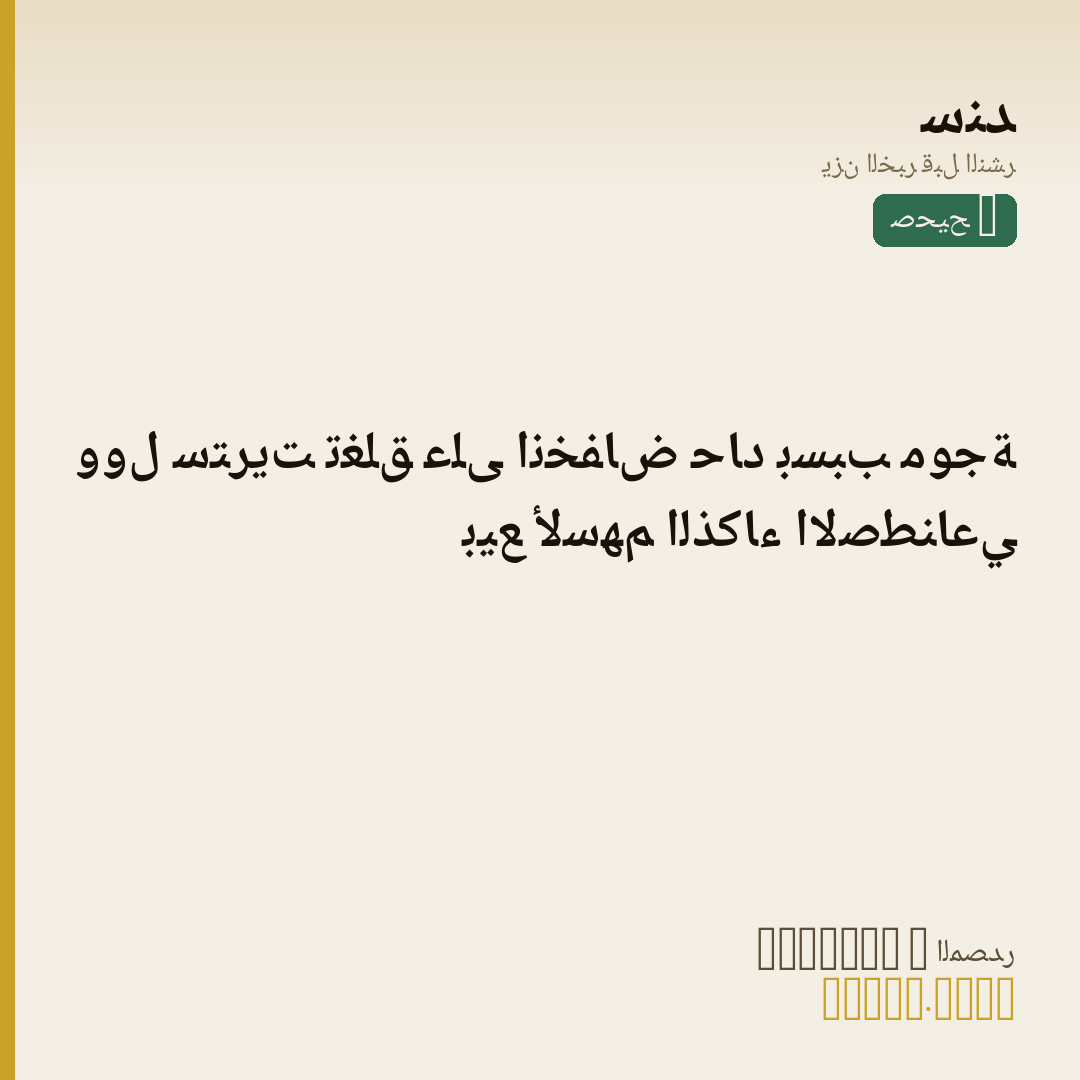 سند
يزن الخبر قبل النشر
صحيح
وول ستريت تغلق على انخفاض حاد بسبب موجة
بيع لأسهم الذكاء الاصطناعي
المصدر